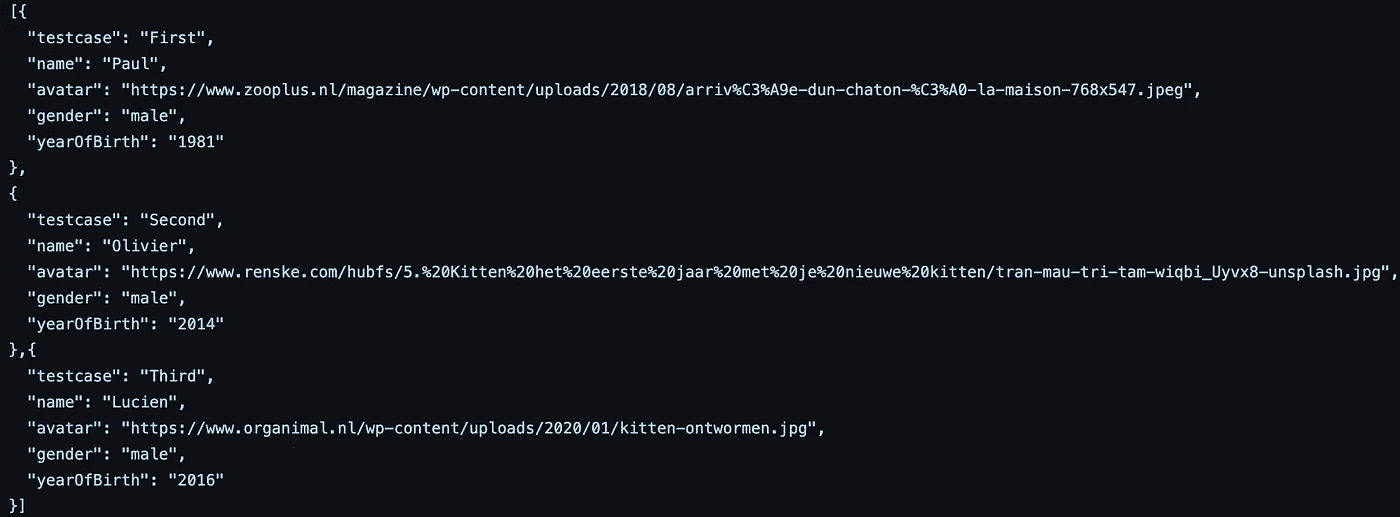 [{
  "testcase": "First",
  "name": "Paul",
  "avatar": "https://www.zooplus.nl/magazine/wp-content/uploads/2018/08/arriv%C3%A9e-dun-chaton-%C3%A0-la-maison-768x547.jpeg",
  "gender": "male",
  "yearOfBirth": "1981"
},
{
  "testcase": "Second",
  "name": "Olivier",
  "avatar": "https://www.renske.com/hubfs/5.%20Kitten%20het%20eerste%20jaar%20met%20je%20nieuwe%20kitten/tran-mau-tri-tam-wiqbi_Uyvx8-unsplash.jpg",
  "gender": "male",
  "yearOfBirth": "2014"
},{
  "testcase": "Third",
  "name": "Lucien",
  "avatar": "https://www.organimal.nl/wp-content/uploads/2020/01/kitten-ontwormen.jpg",
  "gender": "male",
  "yearOfBirth": "2016"
}]